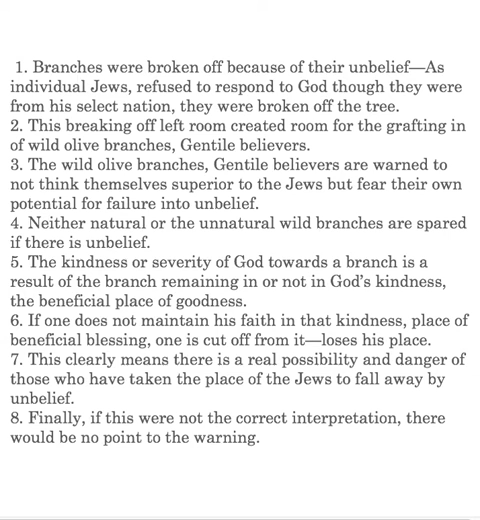 1. Branches were broken off because of their unbelief—As
individual Jews, refused to respond to God though they were
from his select nation, they were broken off the tree.
2. This breaking off left room created room for the grafting in
of wild olive branches, Gentile believers.
3. The wild olive branches, Gentile believers are warned to
not think themselves superior to the Jews but fear their own
potential for failure into unbelief.
4. Neither natural or the unnatural wild branches are spared
if there is unbelief.
5. The kindness or severity of God towards a branch is a
result of the branch remaining in or not in God’s kindness,
the beneficial place of goodness.
6. If one does not maintain his faith in that kindness, place of
beneficial blessing, one is cut off from it—loses his place.
7. This clearly means there is a real possibility and danger of
those who have taken the place of the Jews to fall away by
unbelief.
8. Finally, if this were not the correct interpretation, there
would be no point to the warning.